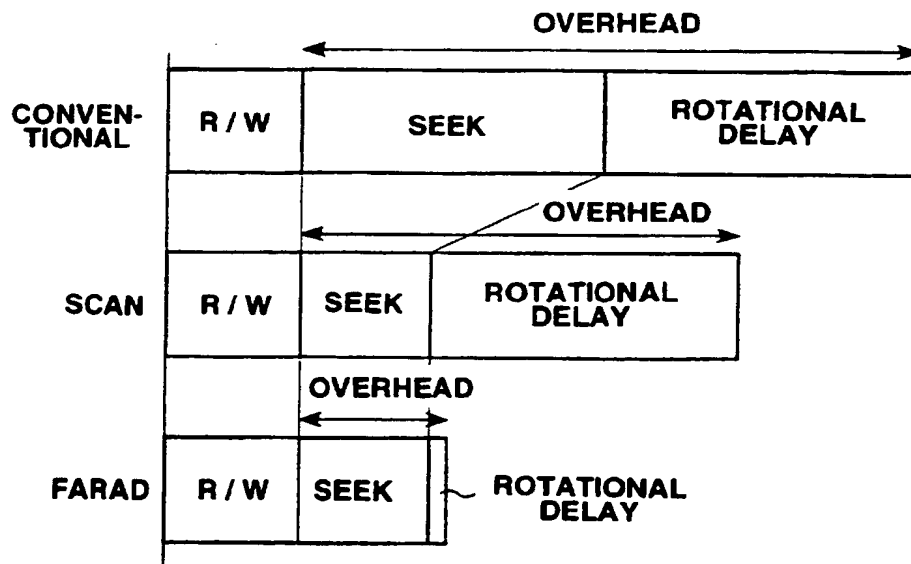 OVERHEAD
CONVEN-
TIONAL
R / W
SEEK
ROTATIONAL
DELAY
OVERHEAD
SCAN
R / W
SEEK
ROTATIONAL
DELAY
OVERHEAD
FARAD
R / W
SEEK
ROTATIONAL
DELAY